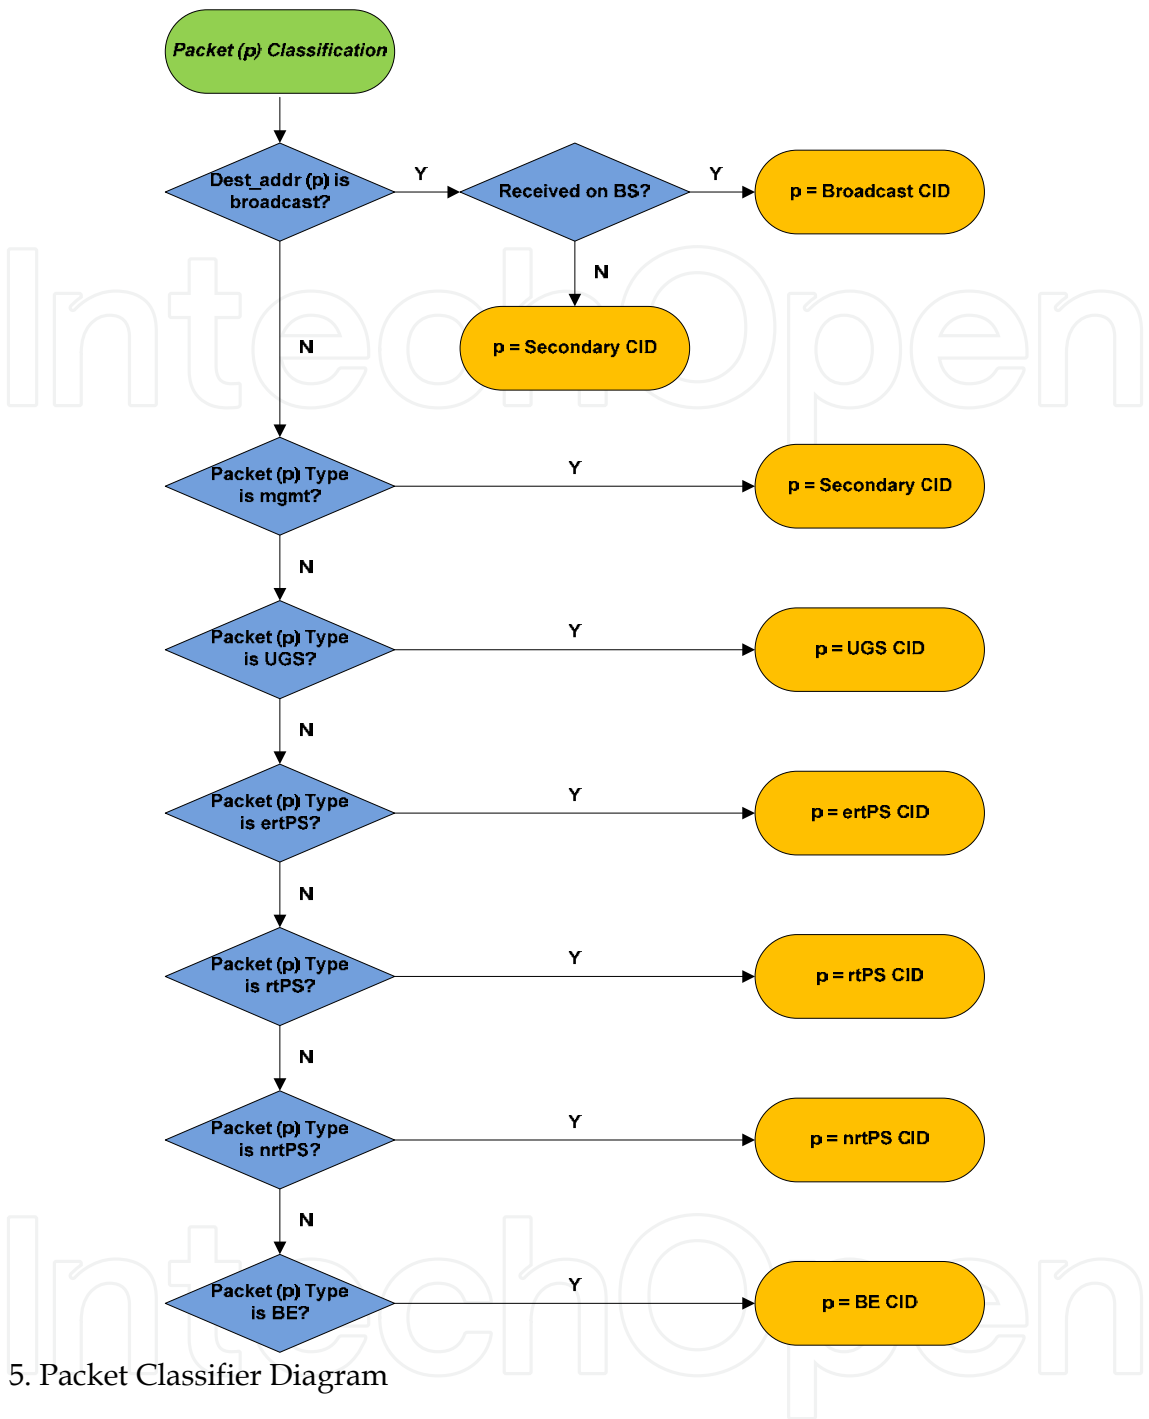 Packet (p) Classification
Dest_addr (p) is
broadcast?
Y
Received on BS?
Y
p = Broadcast CID
N
p = Secondary CID
N
Packet (p) Type
is mgmt?
Y
p = Secondary CID
N
Packet (p) Type
is UGS?
Y
p = UGS CID
N
Packet (p) Type
is ertPS?
Y
p = ertPS CID
N
Packet (p) Type
is rtPS?
Y
p = rtPS CID
N
Packet (p) Type
is nrtPS?
Y
p = nrtPS CID
N
Packet (p) Type
is BE?
Y
p = BE CID
5. Packet Classifier Diagram
IntechOpen
IntechOpen